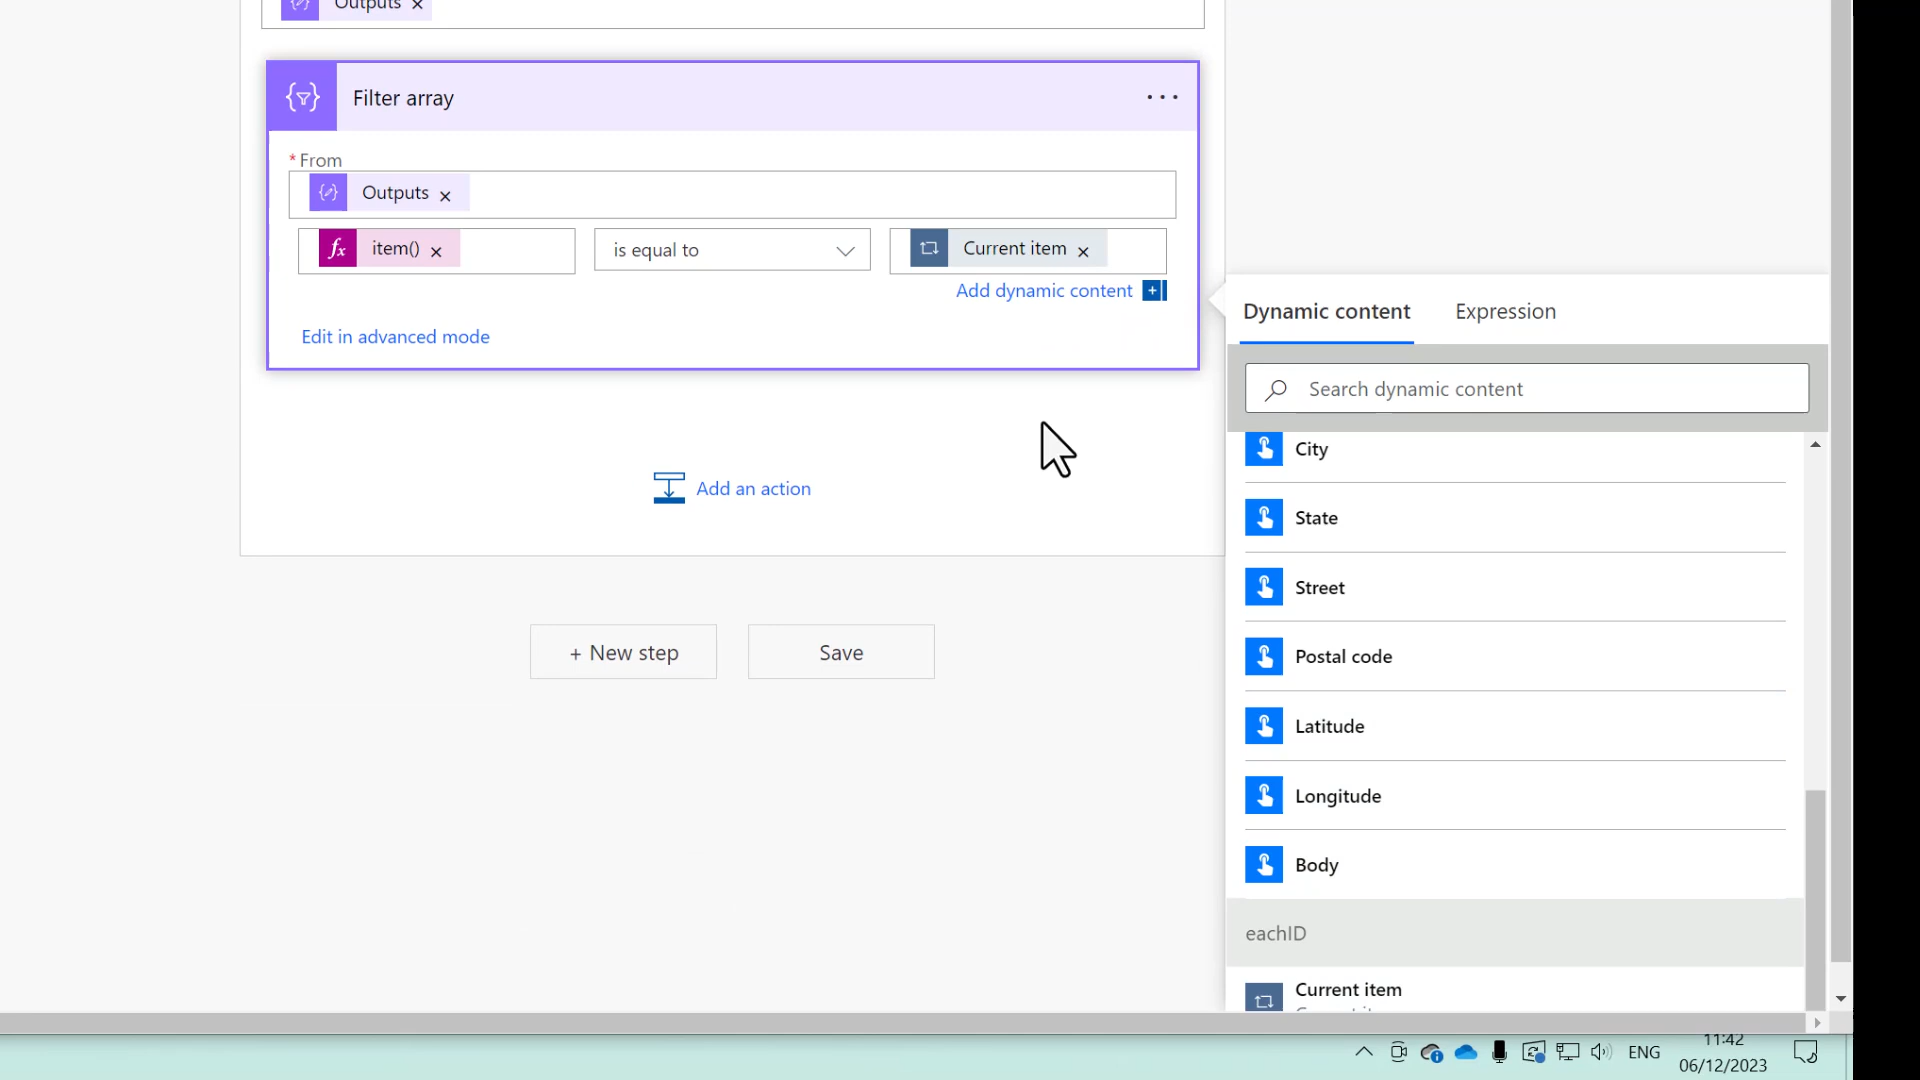 Outputs ×
Filter array ...
* From
Outputs ×
fx item() ×
is equal to
Current item ×
Add dynamic content +
Edit in advanced mode
Add an action
+ New step
Save
Dynamic content
Expression
Search dynamic content
City
State
Street
Postal code
Latitude
Longitude
Body
eachID
Current item
ENG
11:42
06/12/2023